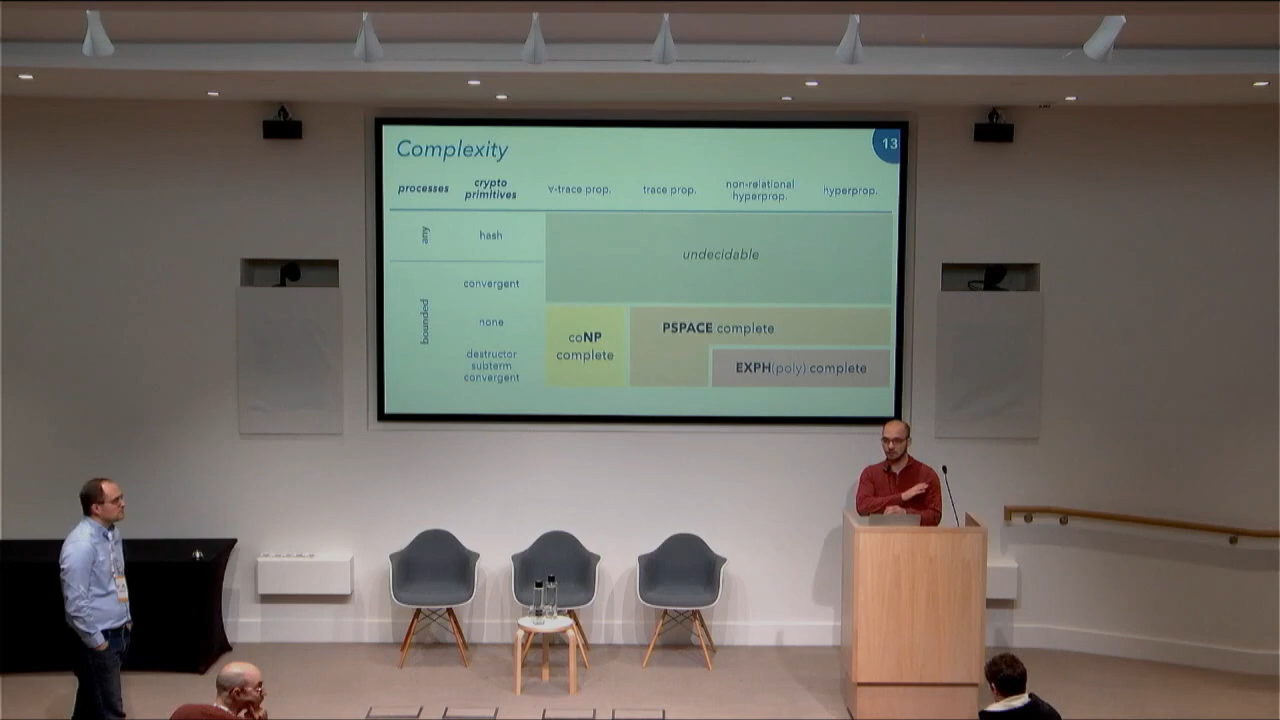 Complexity
13
processes
crypto
primitives
∀-trace prop.
trace prop.
non-relational
hyperprop.
hyperprop.
any
hash
undecidable
bounded
convergent
none
coNP
complete
PSPACE complete
destructor
subterm
convergent
EXPH(poly) complete